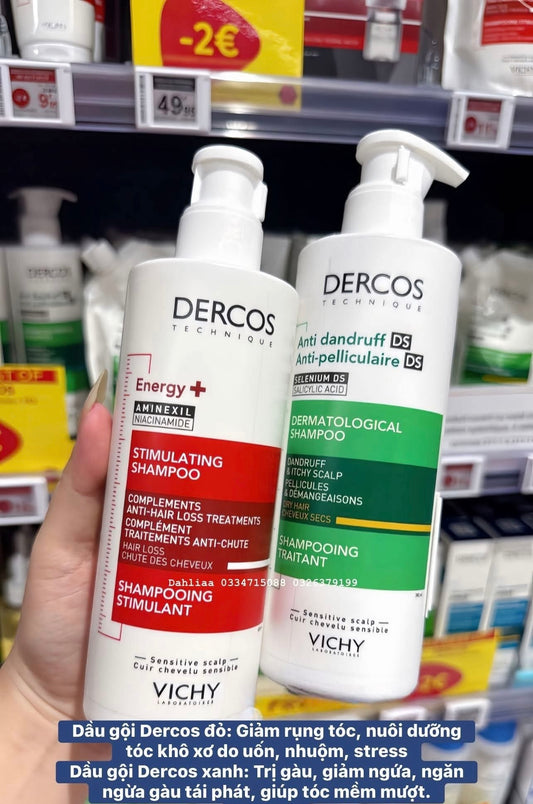 -2€
49
DERCOS
TECHNIQUE
Energy+
AMINEXIL
NIACINAMIDE
STIMULATING
SHAMPOO
COMPLEMENTS
ANTI-HAIR LOSS TREATMENTS
COMPLÉMENT
TRAITEMENTS ANTI-CHUTE
HAIR LOSS
CHUTE DES CHEVEUX
SHAMPOOING
STIMULANT
Sensitive scalp
Cuir chevelu sensible
VICHY
LABORATOIRES
DERCOS
TECHNIQUE
Anti dandruff DS
Anti-pelliculaire DS
SELENIUM DS
SALICYLIC ACID
DERMATOLOGICAL
SHAMPOO
DANDRUFF
& ITCHY SCALP
PELLICULES
& DÉMANGEAISONS
DRY HAIR
CHEVEUX SECS
SHAMPOOING
TRAITANT
Sensitive scalp
Cuir chevelu sensible
VICHY
LABORATOIRES
DERCOS
2€
Dahliaa 0334715088 0326379199
Dầu gội Dercos đỏ: Giảm rụng tóc, nuôi dưỡng
tóc khô xơ do uốn, nhuộm, stress
Dầu gội Dercos xanh: Trị gàu, giảm ngứa, ngăn
ngừa gàu tái phát, giúp tóc mềm mượt.